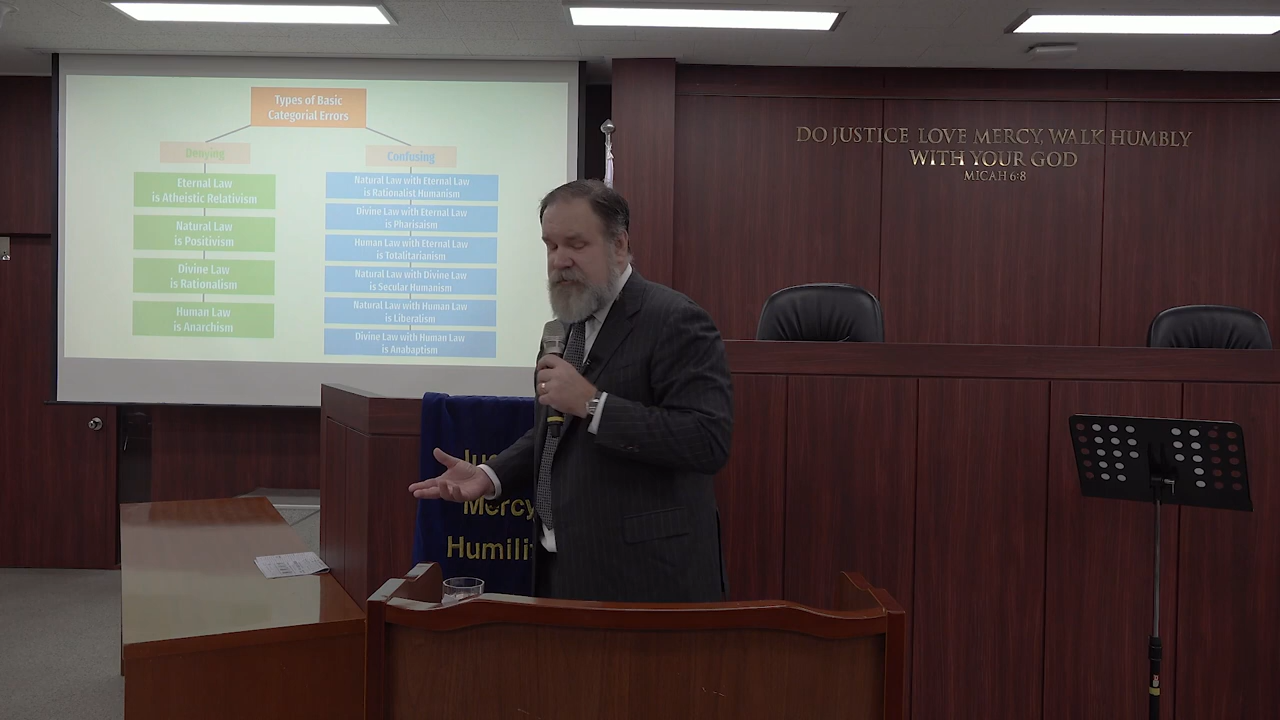 Types of Basic
Categorial Errors
Denying
Eternal Law
is Atheistic Relativism
Natural Law
is Positivism
Divine Law
is Rationalism
Human Law
is Anarchism
Confusing
Natural Law with Eternal Law
is Rationalist Humanism
Divine Law with Eternal Law
is Pharisaism
Human Law with Eternal Law
is Totalitarianism
Natural Law with Divine Law
is Secular Humanism
Natural Law with Human Law
is Liberalism
Divine Law with Human Law
is Anabaptism
DO JUSTICE LOVE MERCY, WALK HUMBLY
WITH YOUR GOD
MICAH 6:8
Mercy
Humili